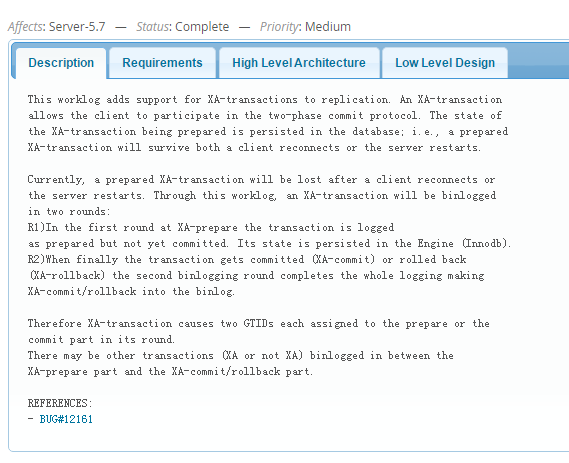 Affects: Server-5.7 — Status: Complete — Priority: Medium
Description Requirements High Level Architecture Low Level Design
This worklog adds support for XA-transactions to replication. An XA-transaction
allows the client to participate in the two-phase commit protocol. The state of
the XA-transaction being prepared is persisted in the database; i.e., a prepared
XA-transaction will survive both a client reconnects or the server restarts.
Currently, a prepared XA-transaction will be lost after a client reconnects or
the server restarts. Through this worklog, an XA-transaction will be binlogged
in two rounds:
R1)In the first round at XA-prepare the transaction is logged
as prepared but not yet committed. Its state is persisted in the Engine (Innodb).
R2)When finally the transaction gets committed (XA-commit) or rolled back
(XA-rollback) the second binlogging round completes the whole logging making
XA-commit/rollback into the binlog.
Therefore XA-transaction causes two GTIDs each assigned to the prepare or the
commit part in its round.
There may be other transactions (XA or not XA) binlogged in between the
XA-prepare part and the XA-commit/rollback part.
REFERENCES:
- BUG#12161